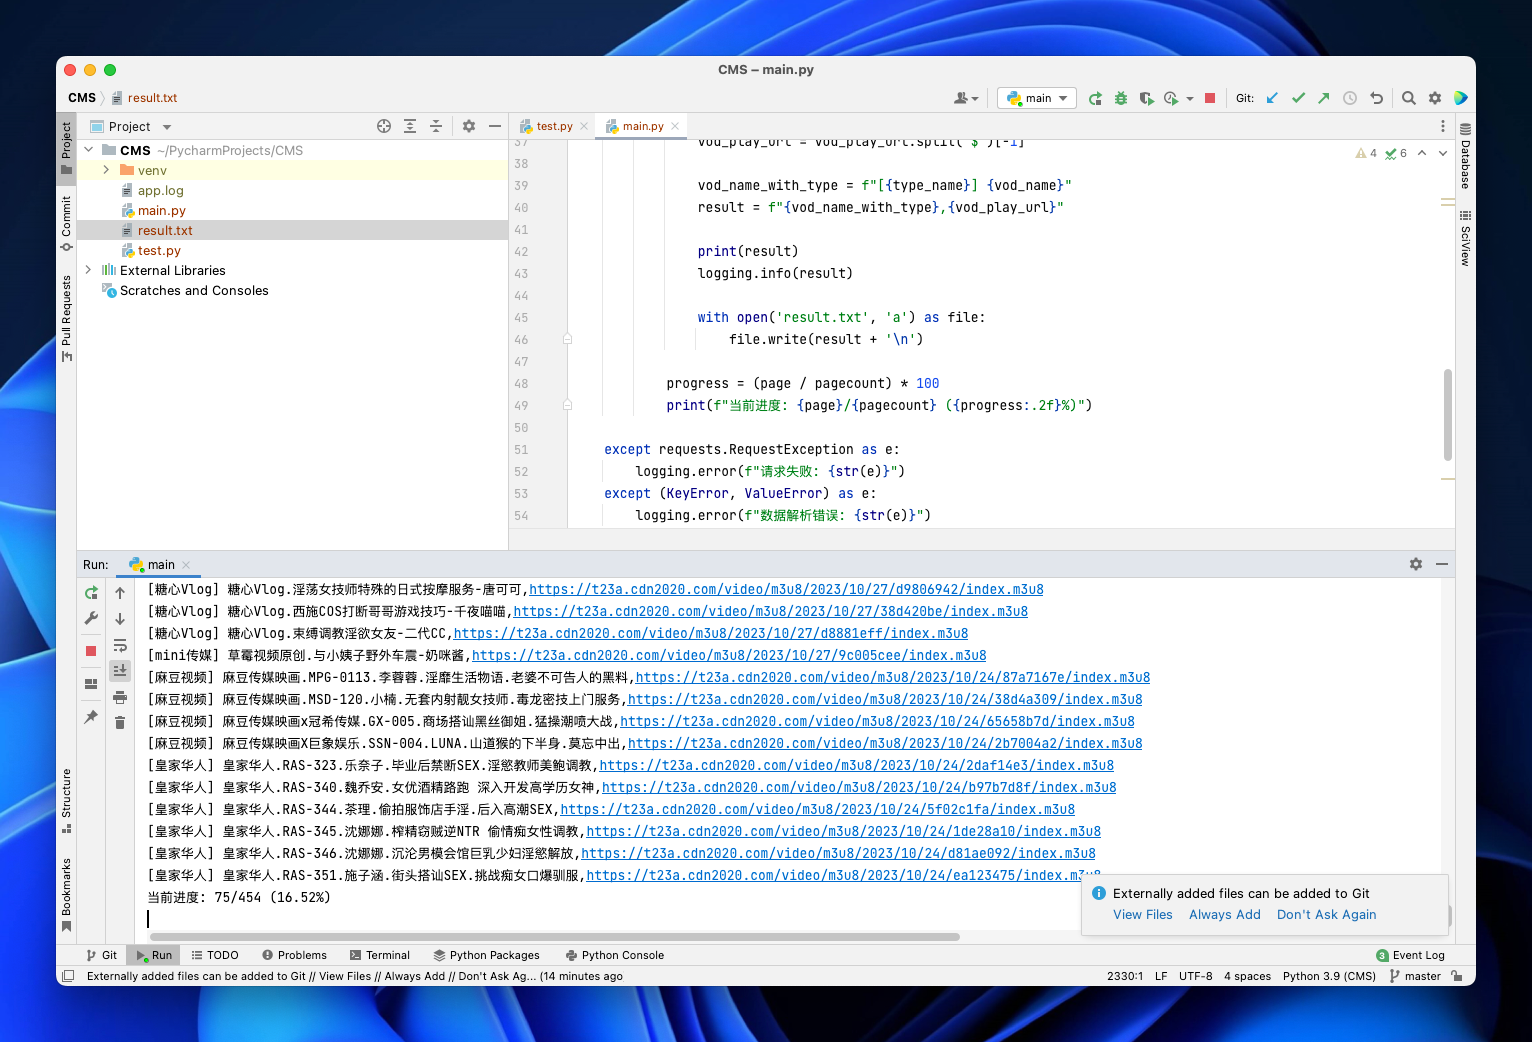 CMS – main.py
CMS
result.txt
main
Git:
Project
test.py
main.py
CMS ~/PycharmProjects/CMS
venv
app.log
main.py
result.txt
test.py
External Libraries
Scratches and Consoles
Project
Commit
Pull Requests
Structure
Bookmarks
Database
SciView
4 6
37 vod_play_url = vod_play_url.split('$')[-1]
38
39 vod_name_with_type = f"[{type_name}] {vod_name}"
40 result = f"{vod_name_with_type},{vod_play_url}"
41
42 print(result)
43 logging.info(result)
44
45 with open('result.txt', 'a') as file:
46 file.write(result + '\n')
47
48 progress = (page / pagecount) * 100
49 print(f"当前进度: {page}/{pagecount} ({progress:.2f}%)")
50
51 except requests.RequestException as e:
52 logging.error(f"请求失败: {str(e)}")
53 except (KeyError, ValueError) as e:
54 logging.error(f"数据解析错误: {str(e)}")
Run: main
[糖心Vlog] 糖心Vlog.淫荡女技师特殊的日式按摩服务-唐可可,https://t23a.cdn2020.com/video/m3u8/2023/10/27/d9806942/index.m3u8
[糖心Vlog] 糖心Vlog.西施COS打断哥哥游戏技巧-千夜喵喵,https://t23a.cdn2020.com/video/m3u8/2023/10/27/38d420be/index.m3u8
[糖心Vlog] 糖心Vlog.束缚调教淫欲女友-二代CC,https://t23a.cdn2020.com/video/m3u8/2023/10/27/d8881eff/index.m3u8
[mini传媒] 草霉视频原创.与小姨子野外车震-奶咪酱,https://t23a.cdn2020.com/video/m3u8/2023/10/27/9c005cee/index.m3u8
[麻豆视频] 麻豆传媒映画.MPG-0113.李蓉蓉.淫靡生活物语.老婆不可告人的黑料,https://t23a.cdn2020.com/video/m3u8/2023/10/24/87a7167e/index.m3u8
[麻豆视频] 麻豆传媒映画.MSD-120.小楠.无套内射靓女技师.毒龙密技上门服务,https://t23a.cdn2020.com/video/m3u8/2023/10/24/38d4a309/index.m3u8
[麻豆视频] 麻豆传媒映画x冠希传媒.GX-005.商场搭讪黑丝御姐.猛操潮喷大战,https://t23a.cdn2020.com/video/m3u8/2023/10/24/65658b7d/index.m3u8
[麻豆视频] 麻豆传媒映画X巨象娱乐.SSN-004.LUNA.山道猴的下半身.莫忘中出,https://t23a.cdn2020.com/video/m3u8/2023/10/24/2b7004a2/index.m3u8
[皇家华人] 皇家华人.RAS-323.乐奈子.毕业后禁断SEX.淫慾教师美鲍调教,https://t23a.cdn2020.com/video/m3u8/2023/10/24/2daf14e3/index.m3u8
[皇家华人] 皇家华人.RAS-340.魏乔安.女优酒精路跑 深入开发高学历女神,https://t23a.cdn2020.com/video/m3u8/2023/10/24/b97b7d8f/index.m3u8
[皇家华人] 皇家华人.RAS-344.茶理.偷拍服饰店手淫.后入高潮SEX,https://t23a.cdn2020.com/video/m3u8/2023/10/24/5f02c1fa/index.m3u8
[皇家华人] 皇家华人.RAS-345.沈娜娜.榨精窃贼逆NTR 偷情痴女性调教,https://t23a.cdn2020.com/video/m3u8/2023/10/24/1de28a10/index.m3u8
[皇家华人] 皇家华人.RAS-346.沈娜娜.沉沦男模会馆巨乳少妇淫慾解放,https://t23a.cdn2020.com/video/m3u8/2023/10/24/d81ae092/index.m3u8
[皇家华人] 皇家华人.RAS-351.施子涵.街头搭讪SEX.挑战痴女口爆驯服,https://t23a.cdn2020.com/video/m3u8/2023/10/24/ea123475/index.m3u8
当前进度: 75/454 (16.52%)
Externally added files can be added to Git
View Files Always Add Don't Ask Again
Git Run TODO Problems Terminal Python Packages Python Console 3 Event Log
Externally added files can be added to Git // View Files // Always Add // Don't Ask Ag... (14 minutes ago 2330:1 LF UTF-8 4 spaces Python 3.9 (CMS) master